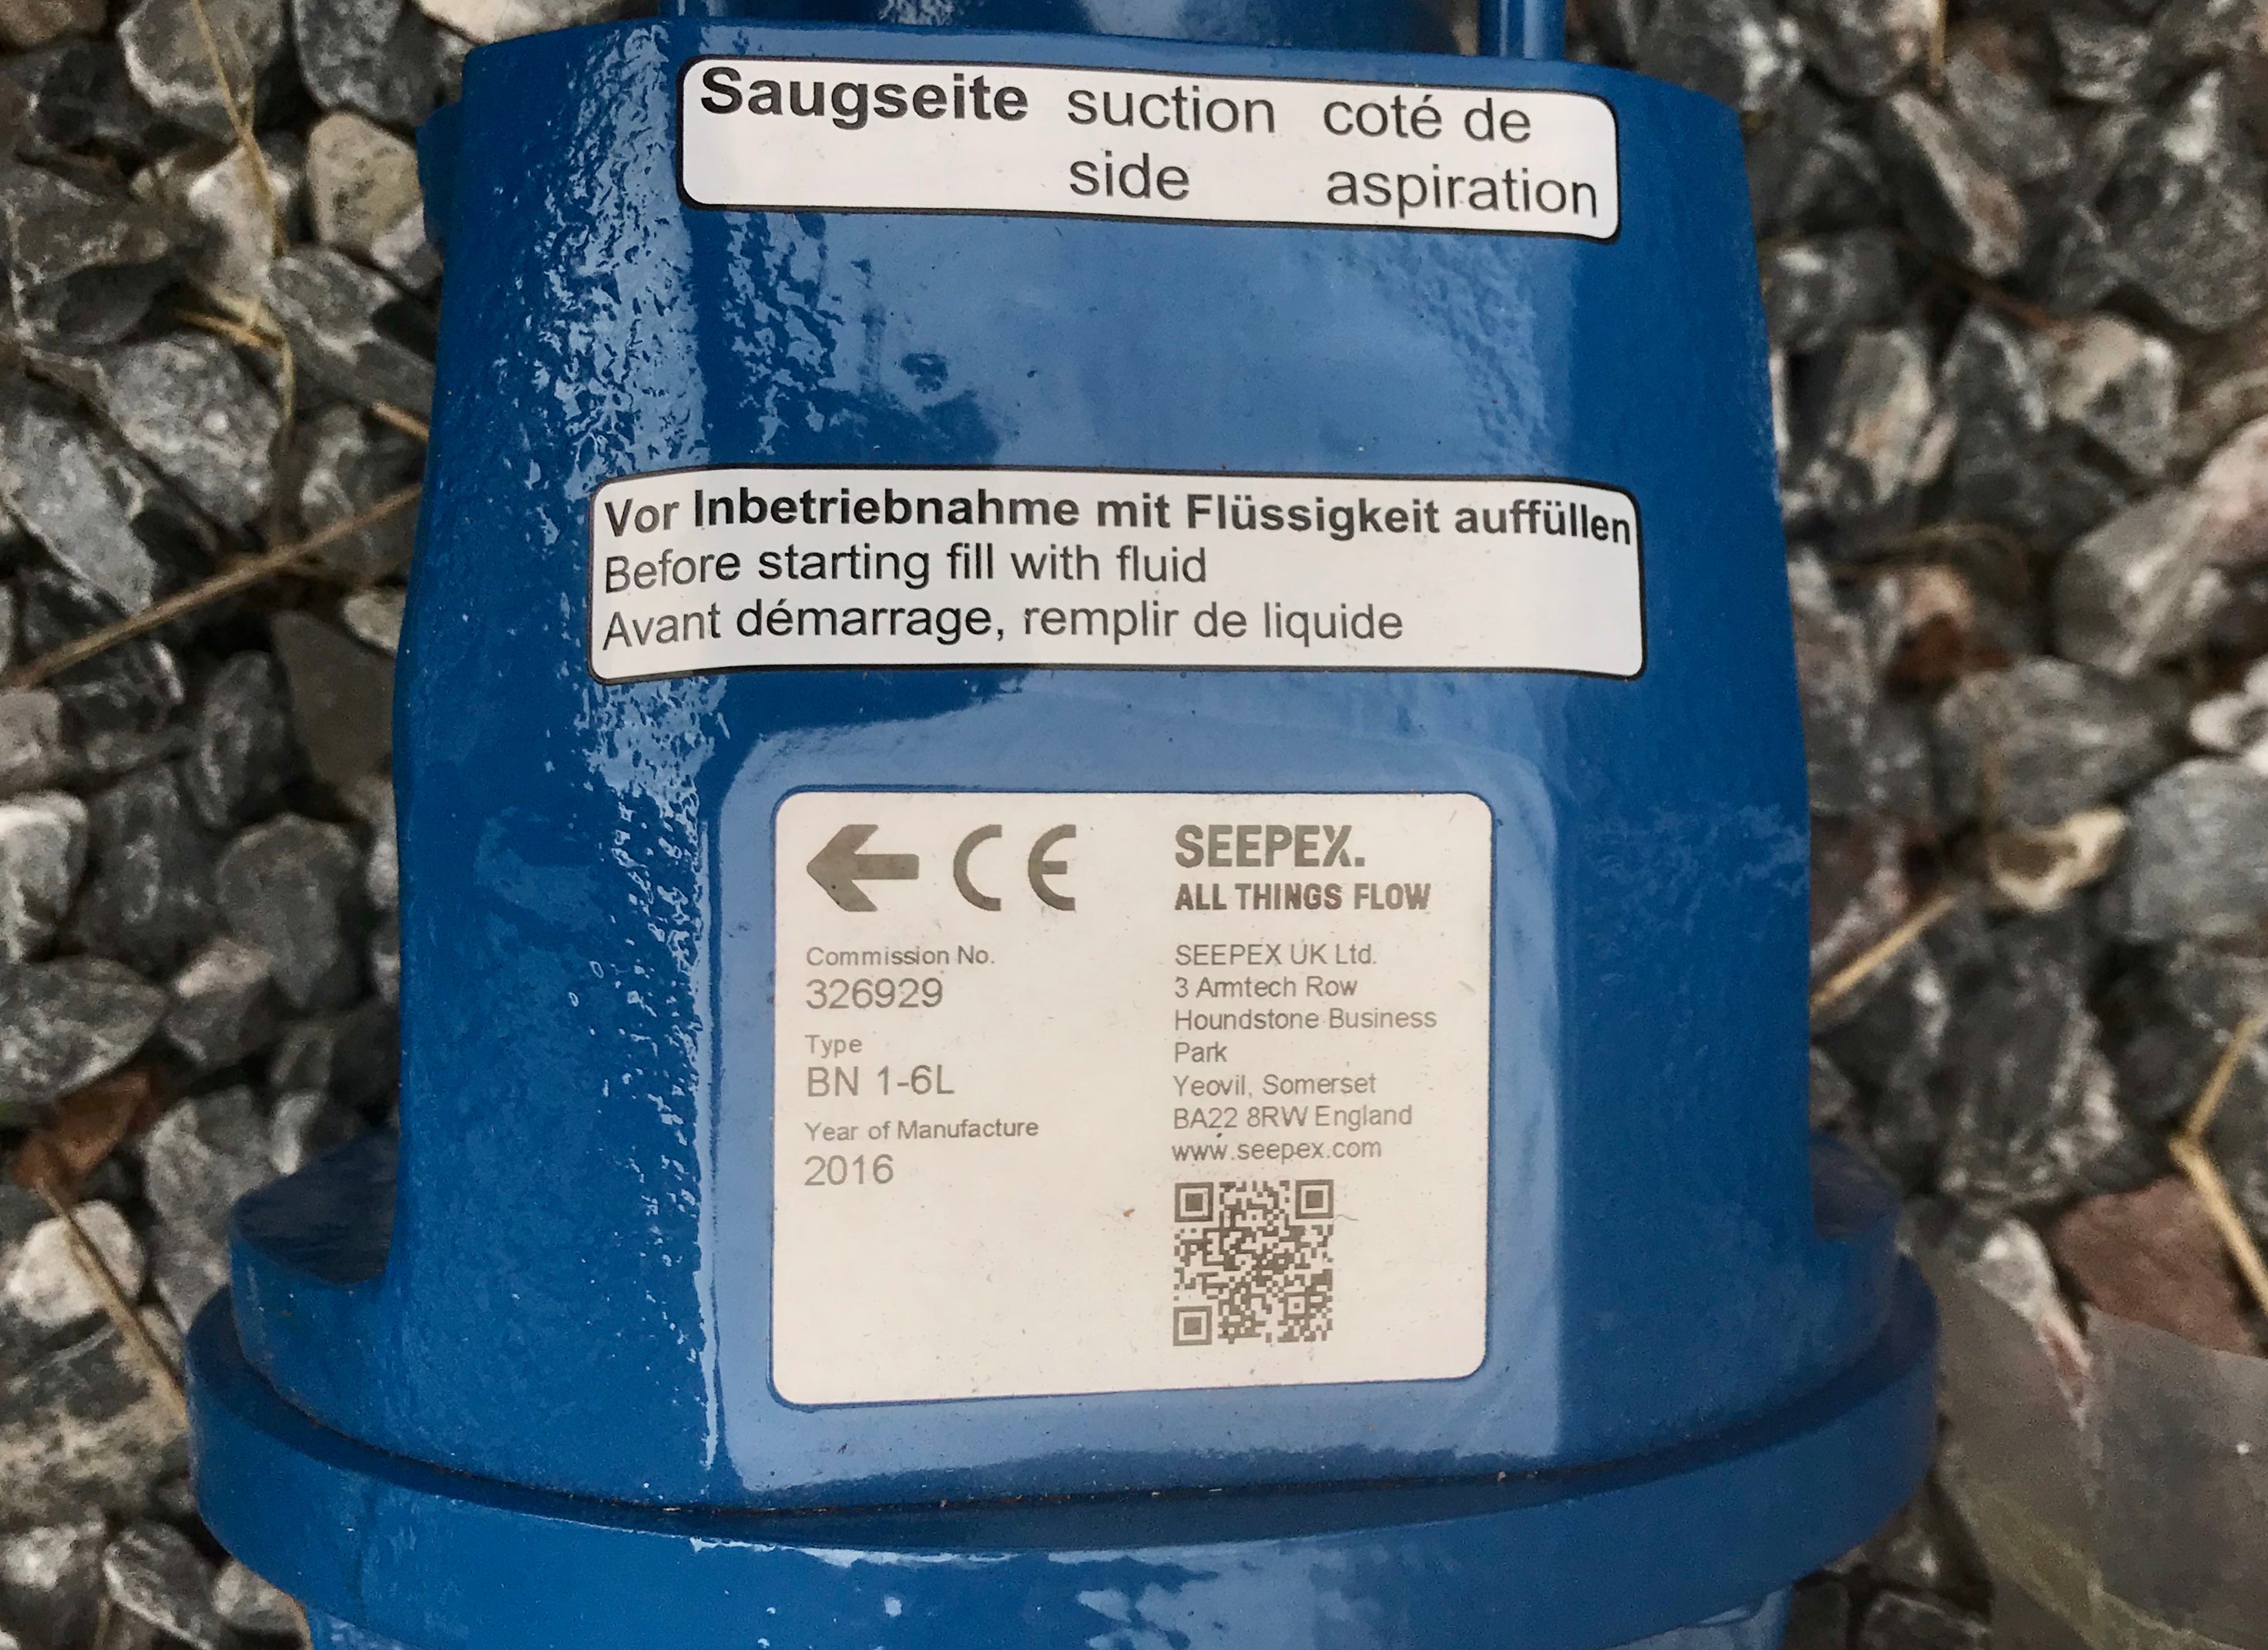 Saugseite suction coté de
side aspiration
Vor Inbetriebnahme mit Flüssigkeit auffüllen
Before starting fill with fluid
Avant démarrage, remplir de liquide
CE
SEEPEX.
ALL THINGS FLOW
Commission No.
326929
Type
BN 1-6L
Year of Manufacture
2016
SEEPEX UK Ltd.
3 Armtech Row
Houndstone Business
Park
Yeovil, Somerset
BA22 8RW England
www.seepex.com